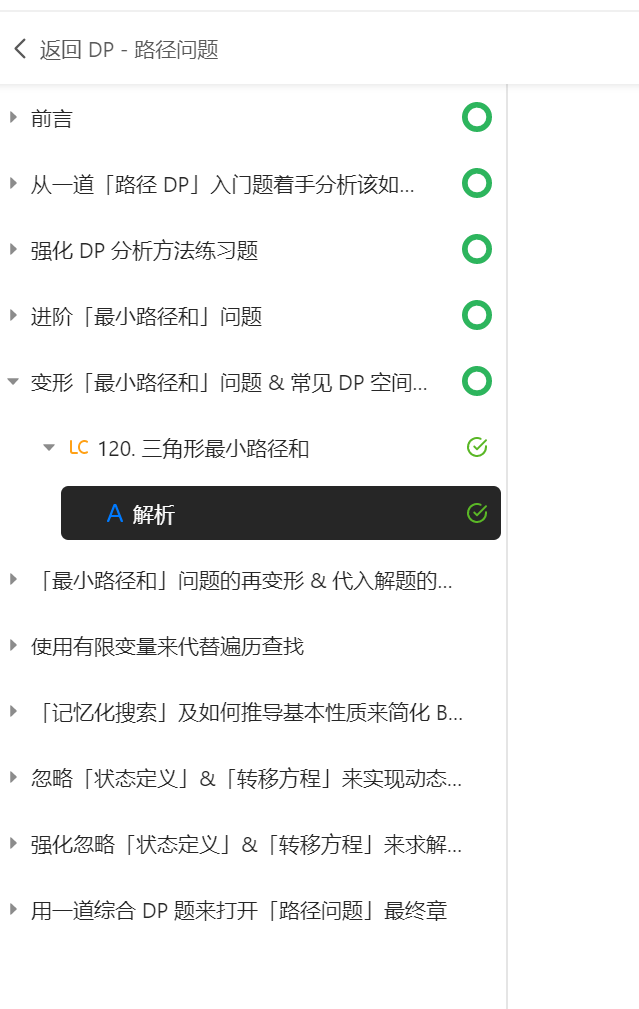 返回 DP - 路径问题
前言
从一道「路径 DP」入门题着手分析该如...
强化 DP 分析方法练习题
进阶「最小路径和」问题
变形「最小路径和」问题 & 常见 DP 空间...
LC 120. 三角形最小路径和
A 解析
「最小路径和」问题的再变形 & 代入解题的...
使用有限变量来代替遍历查找
「记忆化搜索」及如何推导基本性质来简化 B...
忽略「状态定义」&「转移方程」来实现动态...
强化忽略「状态定义」&「转移方程」来求解...
用一道综合 DP 题来打开「路径问题」最终章